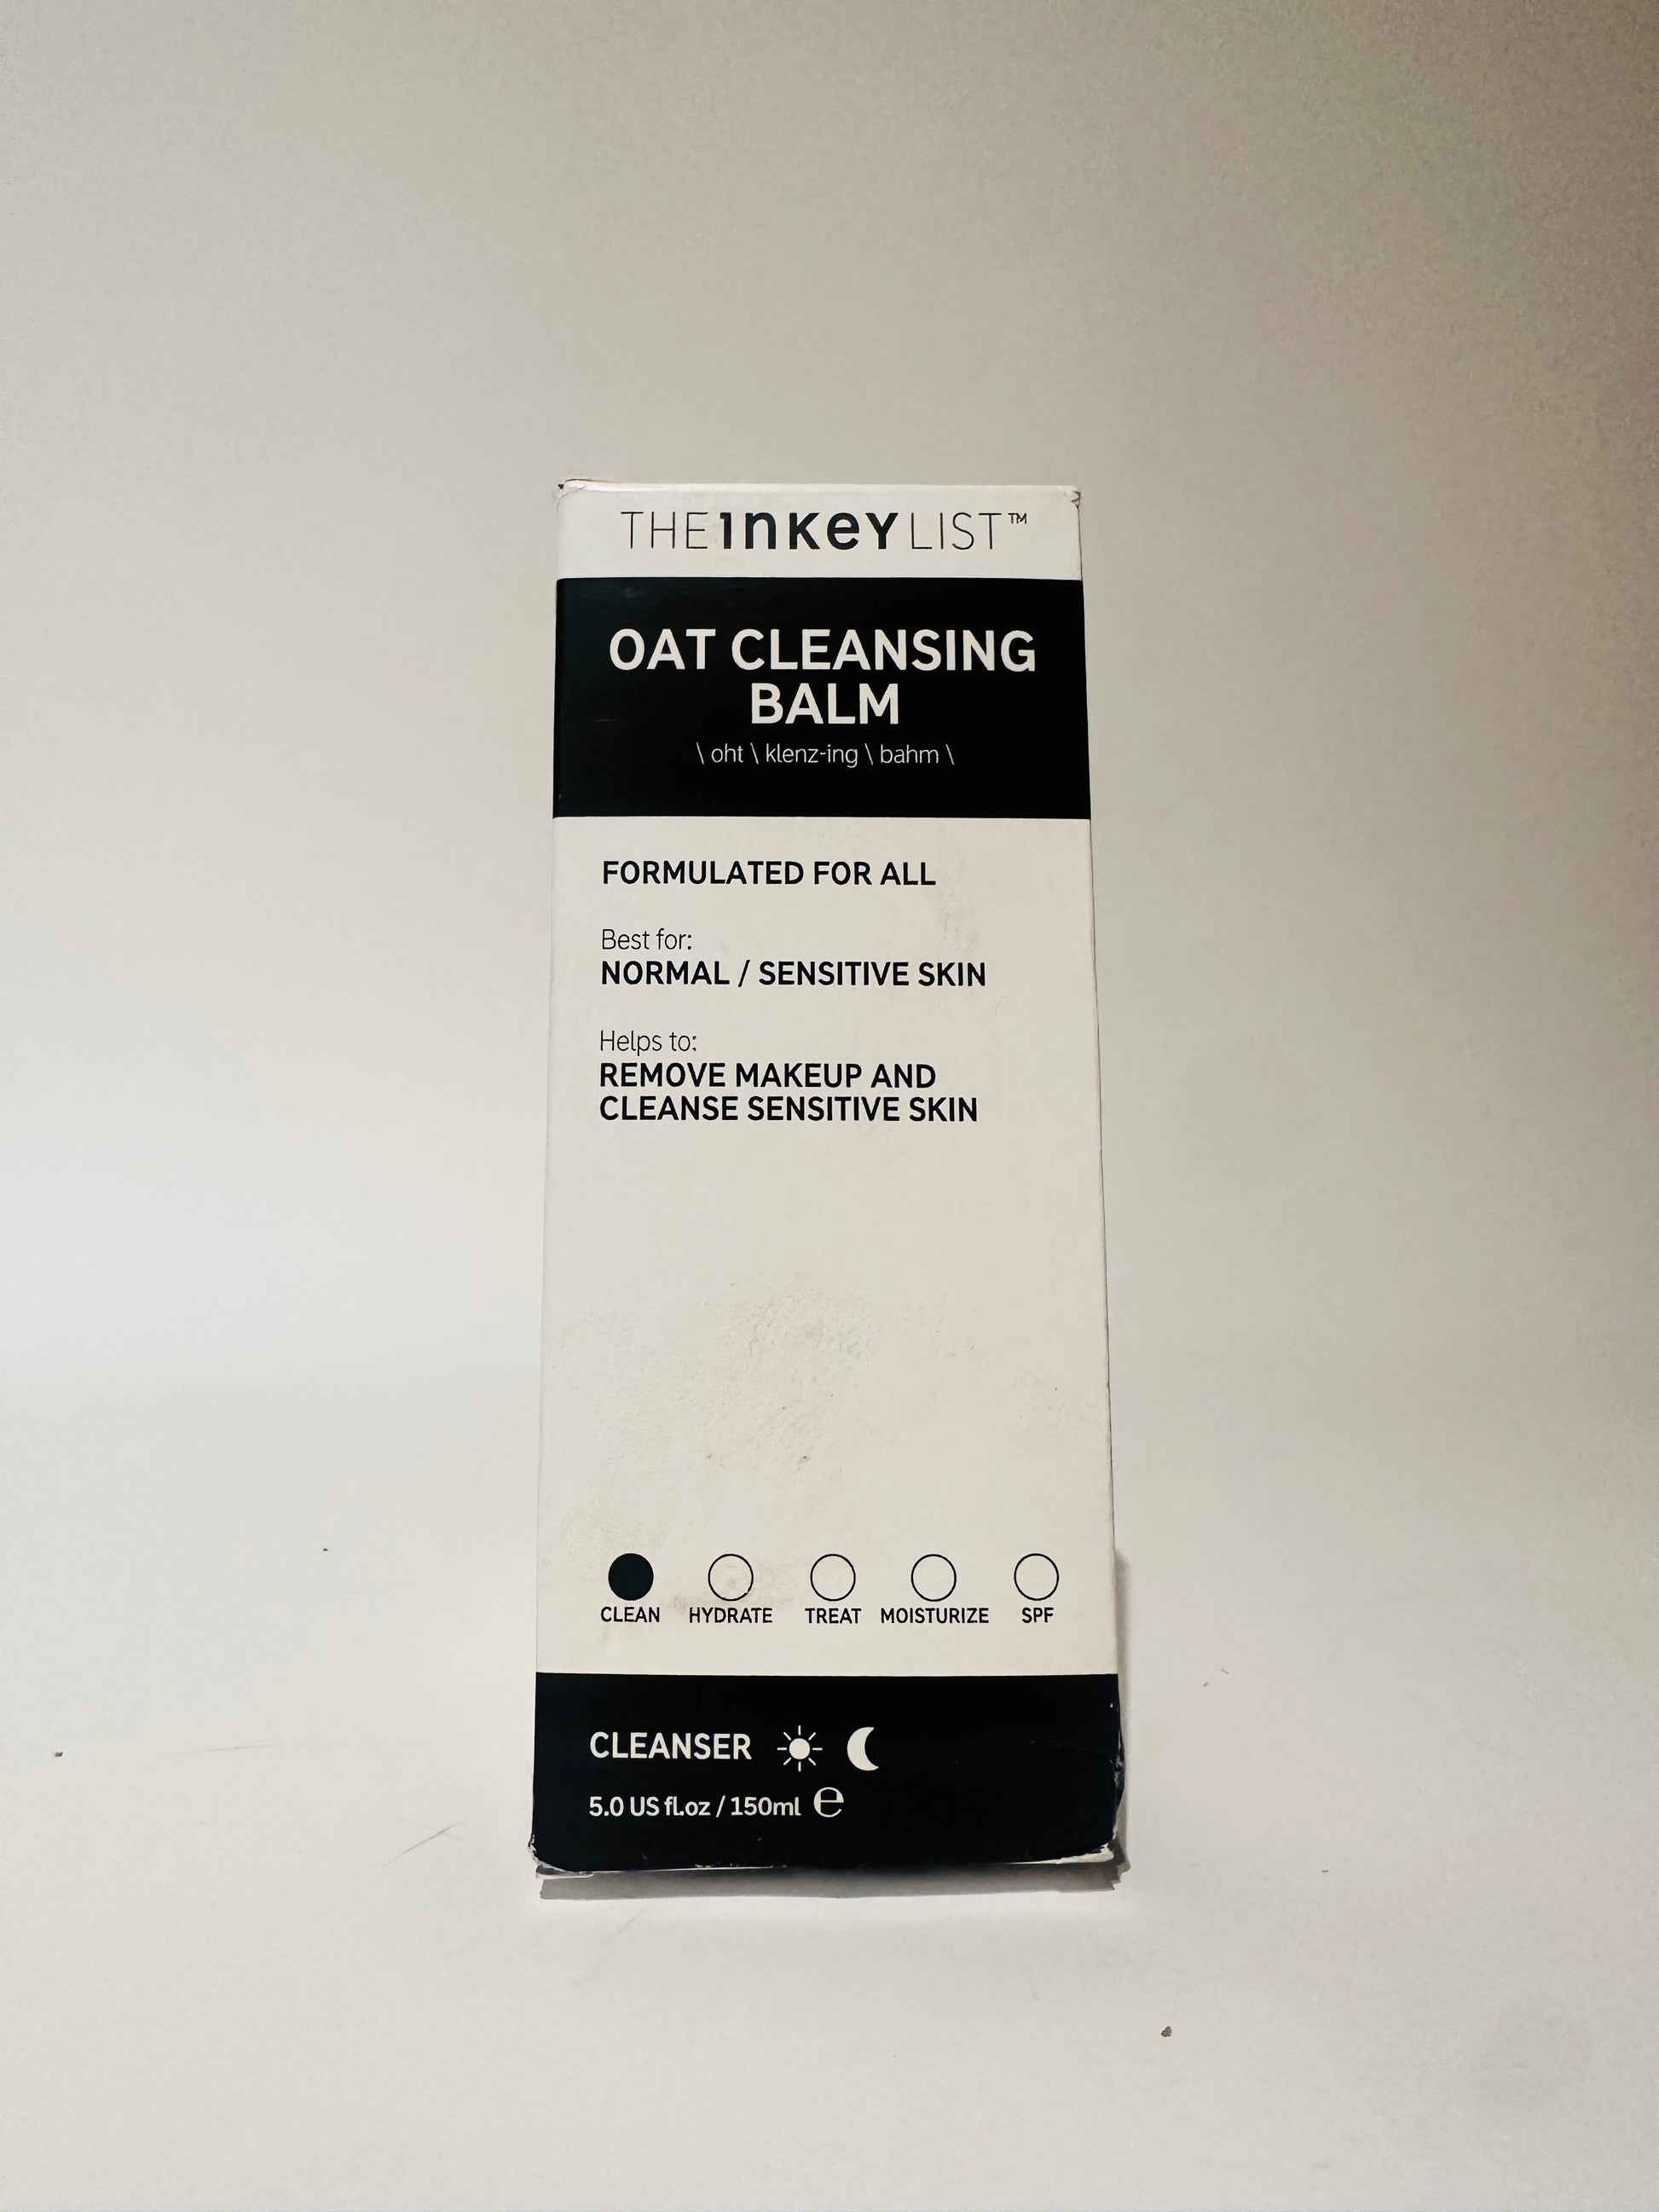 THE INKEY LIST™
OAT CLEANSING
BALM
\ oht \ klenz-ing \ bahm \
FORMULATED FOR ALL
Best for:
NORMAL / SENSITIVE SKIN
Helps to:
REMOVE MAKEUP AND
CLEANSE SENSITIVE SKIN
CLEAN HYDRATE TREAT MOISTURIZE SPF
CLEANSER
5.0 US fl.oz / 150ml ℮